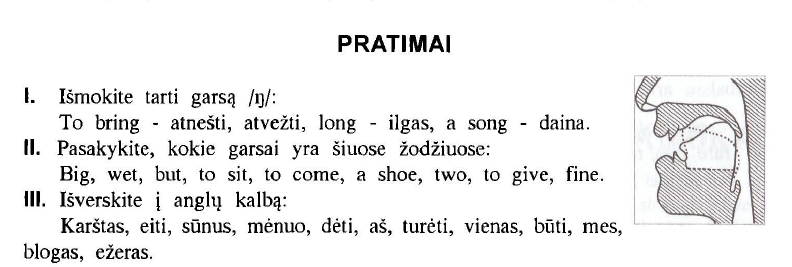 PRATIMAI
I. Išmokite tarti garsą /ŋ/:
To bring - atnešti, atvežti, long - ilgas, a song - daina.
II. Pasakykite, kokie garsai yra šiuose žodžiuose:
Big, wet, but, to sit, to come, a shoe, two, to give, fine.
III. Išverskite į anglų kalbą:
Karštas, eiti, sūnus, mėnuo, dėti, aš, turėti, vienas, būti, mes,
blogas, ežeras.